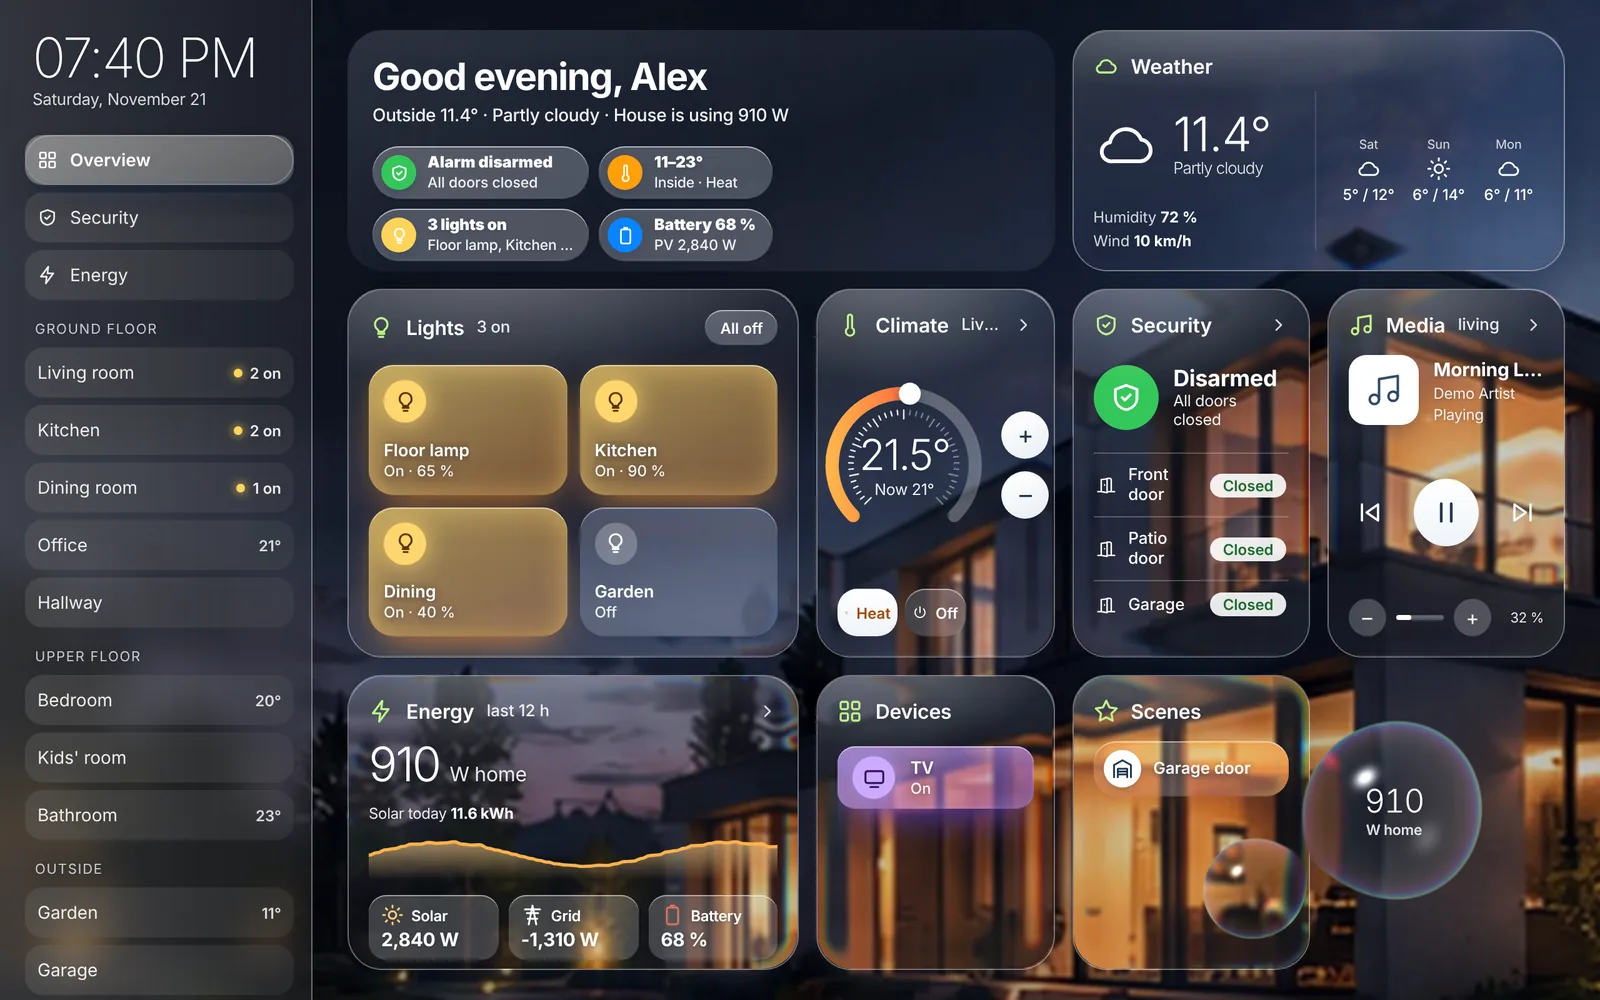 07:40 PM
Saturday, November 21
Overview
Security
Energy
GROUND FLOOR
Living room 2 on
Kitchen 2 on
Dining room 1 on
Office 21°
Hallway
UPPER FLOOR
Bedroom 20°
Kids' room
Bathroom 23°
OUTSIDE
Garden 11°
Garage
Good evening, Alex
Outside 11.4° · Partly cloudy · House is using 910 W
Alarm disarmed
All doors closed
11–23°
Inside · Heat
3 lights on
Floor lamp, Kitchen ...
Battery 68 %
PV 2,840 W
Weather
11.4°
Partly cloudy
Humidity 72 %
Wind 10 km/h
Sat Sun Mon
5° / 12° 6° / 14° 6° / 11°
Lights 3 on All off
Floor lamp
On · 65 %
Kitchen
On · 90 %
Dining
On · 40 %
Garden
Off
Climate Liv...
21.5°
Now 21°
+
−
Heat Off
Security
Disarmed
All doors
closed
Front
door
Closed
Patio
door
Closed
Garage Closed
Media living
Morning L...
Demo Artist
Playing
− + 32 %
Energy last 12 h
910 W home
Solar today 11.6 kWh
Solar
2,840 W
Grid
-1,310 W
Battery
68 %
Devices
TV
On
Scenes
Garage door
910
W home